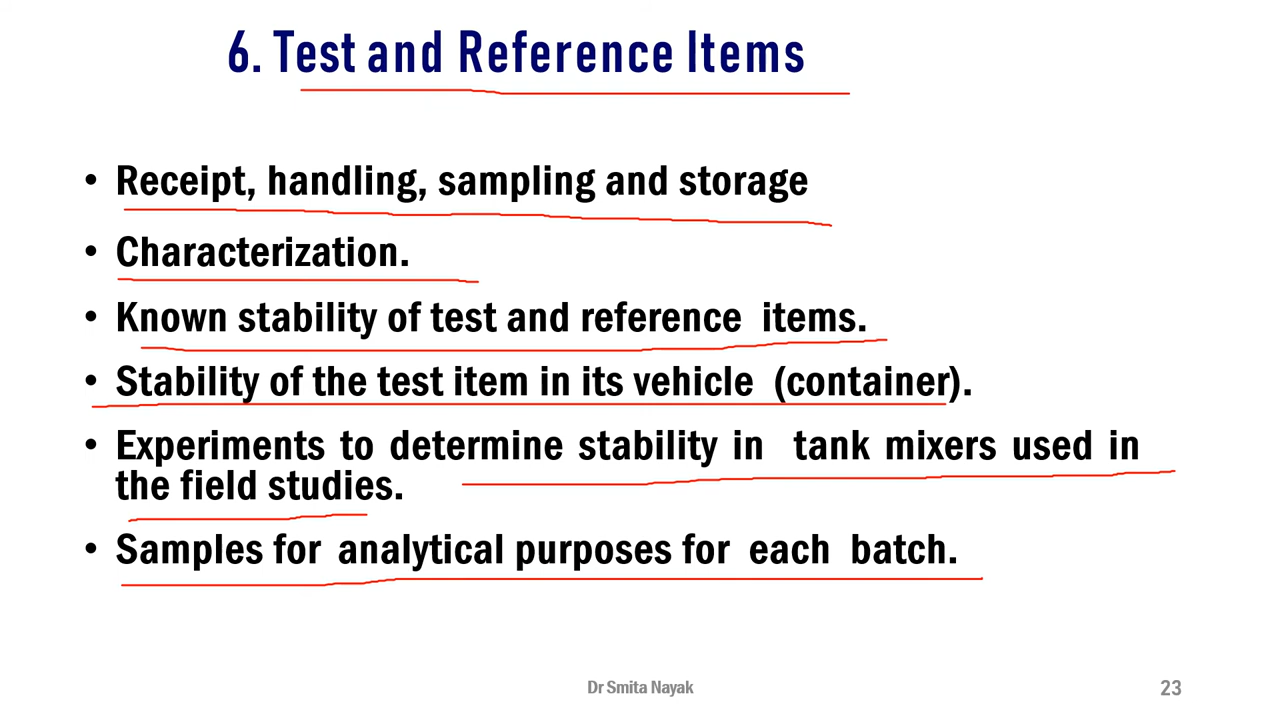 6. Test and Reference Items
• Receipt, handling, sampling and storage
• Characterization.
• Known stability of test and reference items.
• Stability of the test item in its vehicle (container).
• Experiments to determine stability in tank mixers used in
the field studies.
• Samples for analytical purposes for each batch.
Dr Smita Nayak
23